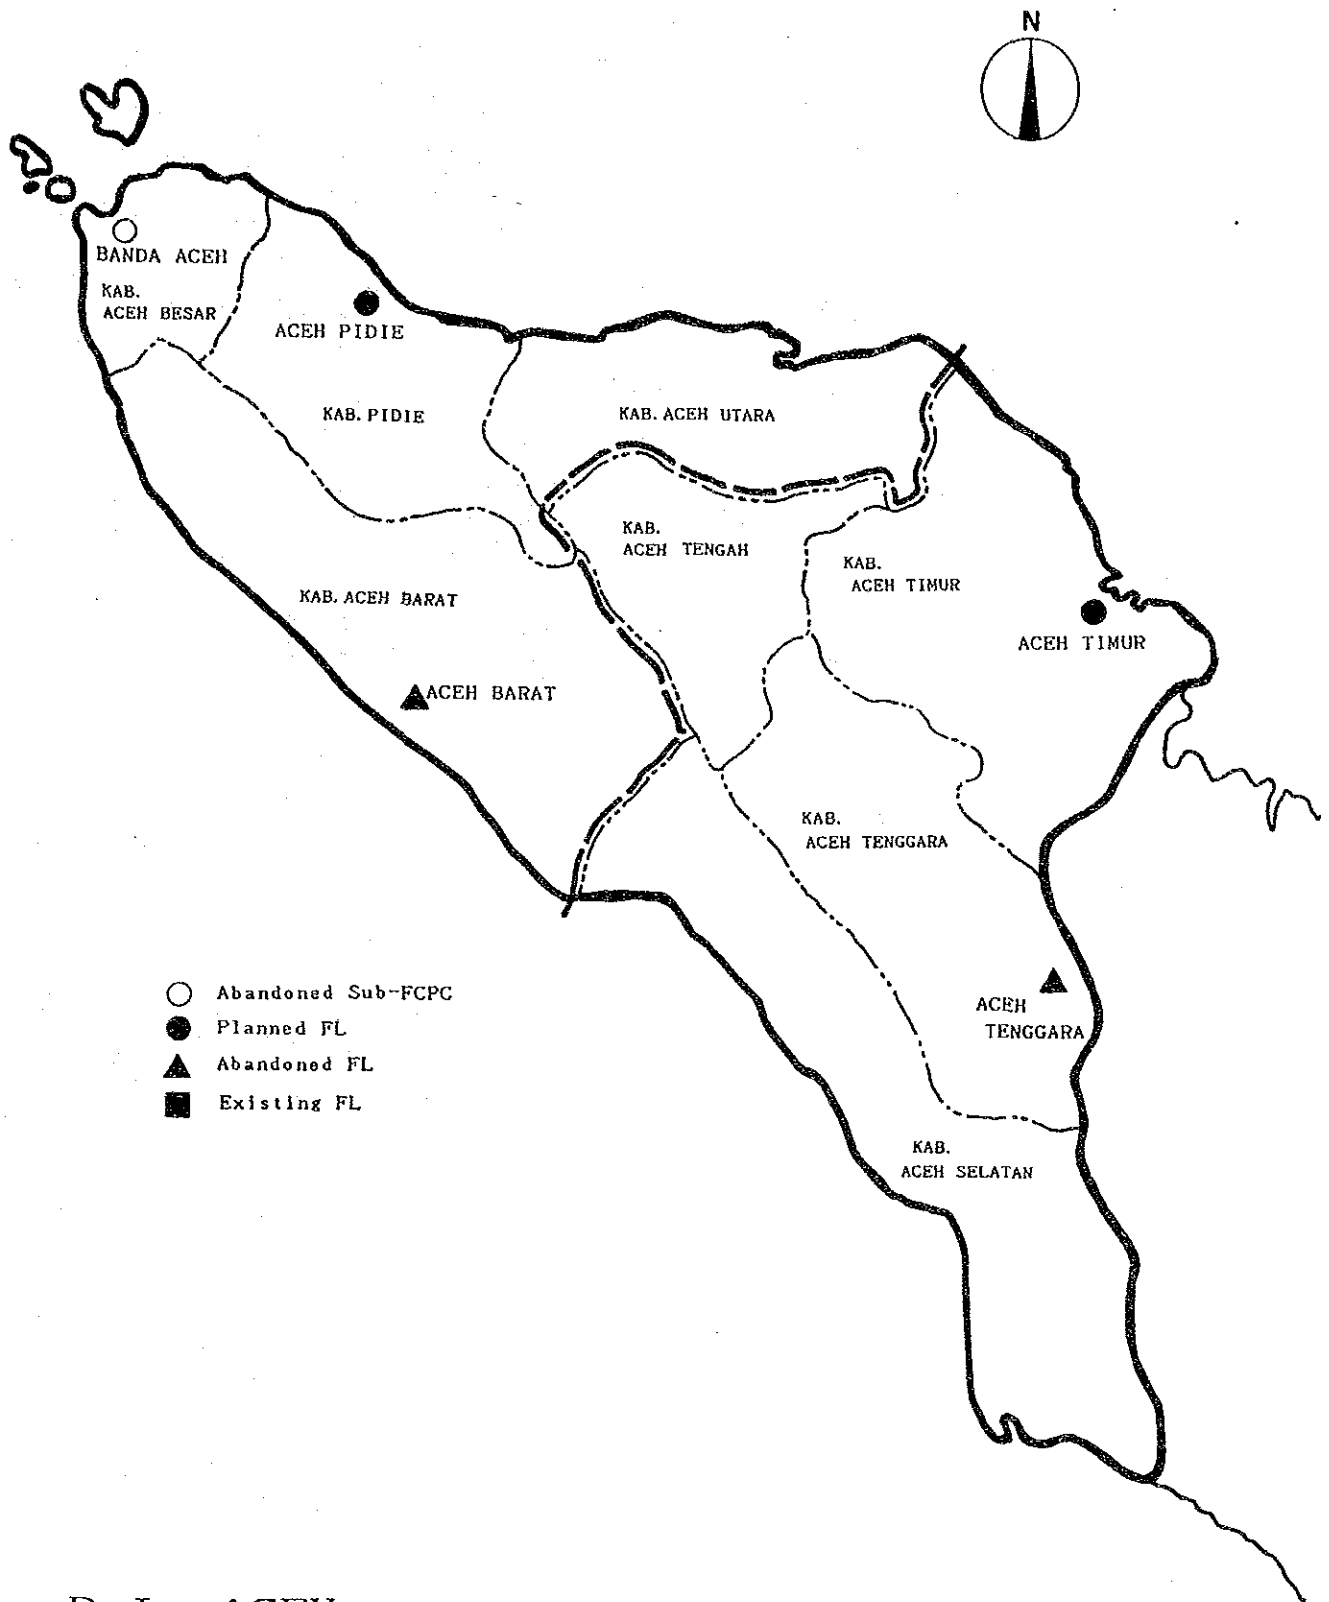 N
BANDA ACEH
KAB.
ACEH BESAR
ACEH PIDIE
KAB. PIDIE
KAB. ACEH UTARA
KAB.
ACEH TENGAH
KAB.
ACEH TIMUR
KAB. ACEH BARAT
ACEH TIMUR
ACEH BARAT
KAB.
ACEH TENGGARA
ACEH
TENGGARA
Abandoned Sub-FCPC
Planned FL
Abandoned FL
Existing FL
KAB.
ACEH SELATAN